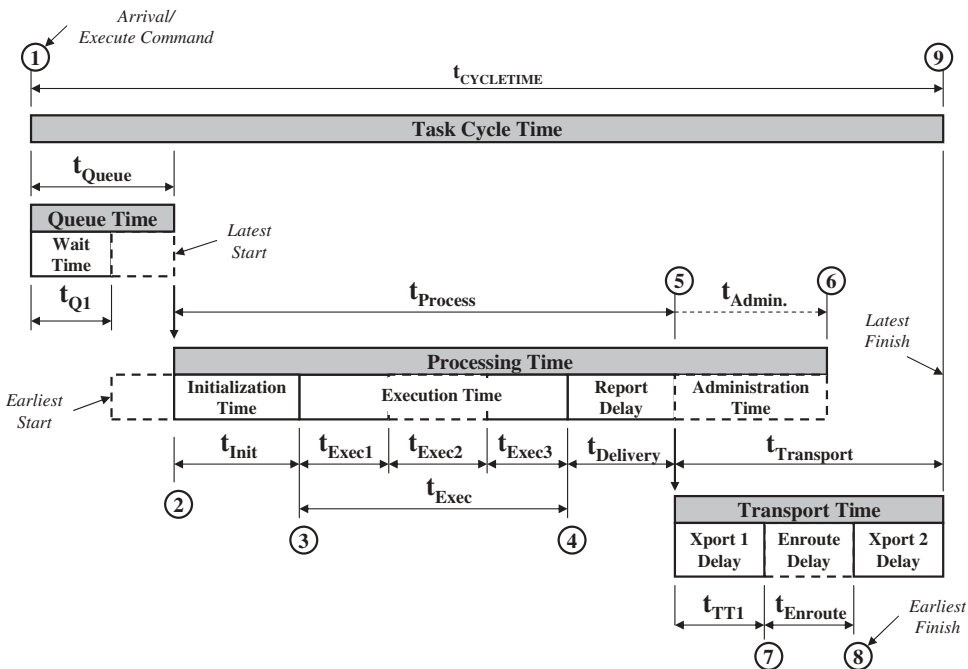 Arrival/
Execute Command
1
9
tCYCLETIME
Task Cycle Time
tQueue
Queue Time
Wait
Time
Latest
Start
tQ1
5
6
tProcess
tAdmin.
Latest
Finish
Processing Time
Earliest
Start
Initialization
Time
Execution Time
Report
Delay
Administration
Time
tInit
tExec1
tExec2
tExec3
tDelivery
tTransport
tExec
2
3
4
Transport Time
Xport 1
Delay
Enroute
Delay
Xport 2
Delay
tTT1
tEnroute
Earliest
Finish
7
8